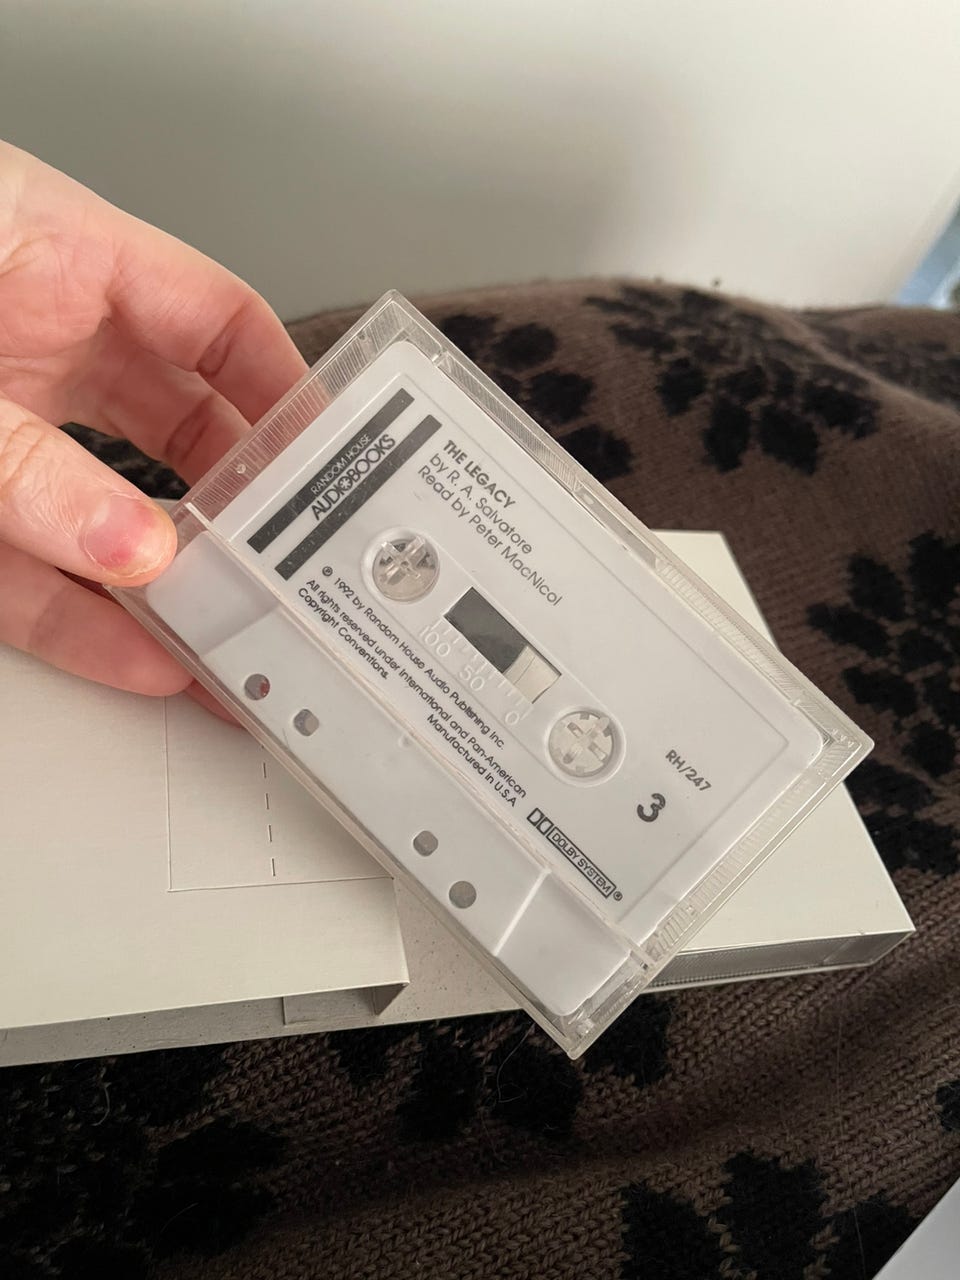 RANDOM HOUSE
AUDIOBOOKS
THE LEGACY
by R. A. Salvatore
Read by Peter MacNicol
100 50 0
℗ 1992 by Random House Audio Publishing Inc.
All rights reserved under International and Pan-American
Copyright Conventions.
Manufactured in U.S.A
RH/247
3
DOLBY SYSTEM ®